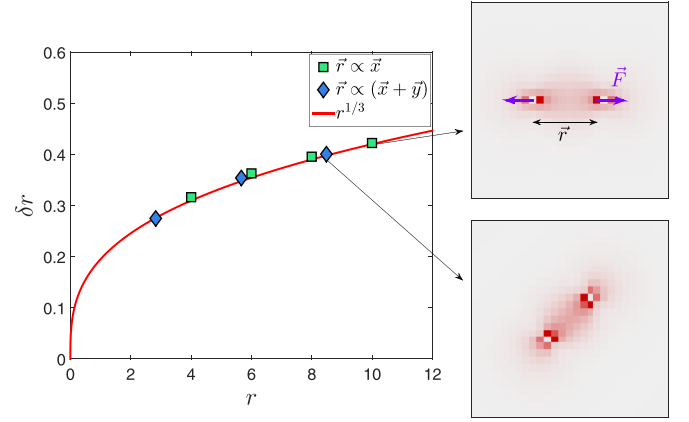 0.6
0.5
0.4
0.3
0.2
0.1
0
δr
0 2 4 6 8 10 12
r
r⃗ ∝ x⃗
r⃗ ∝ (x⃗ + y⃗)
r^{1/3}
F⃗
r⃗